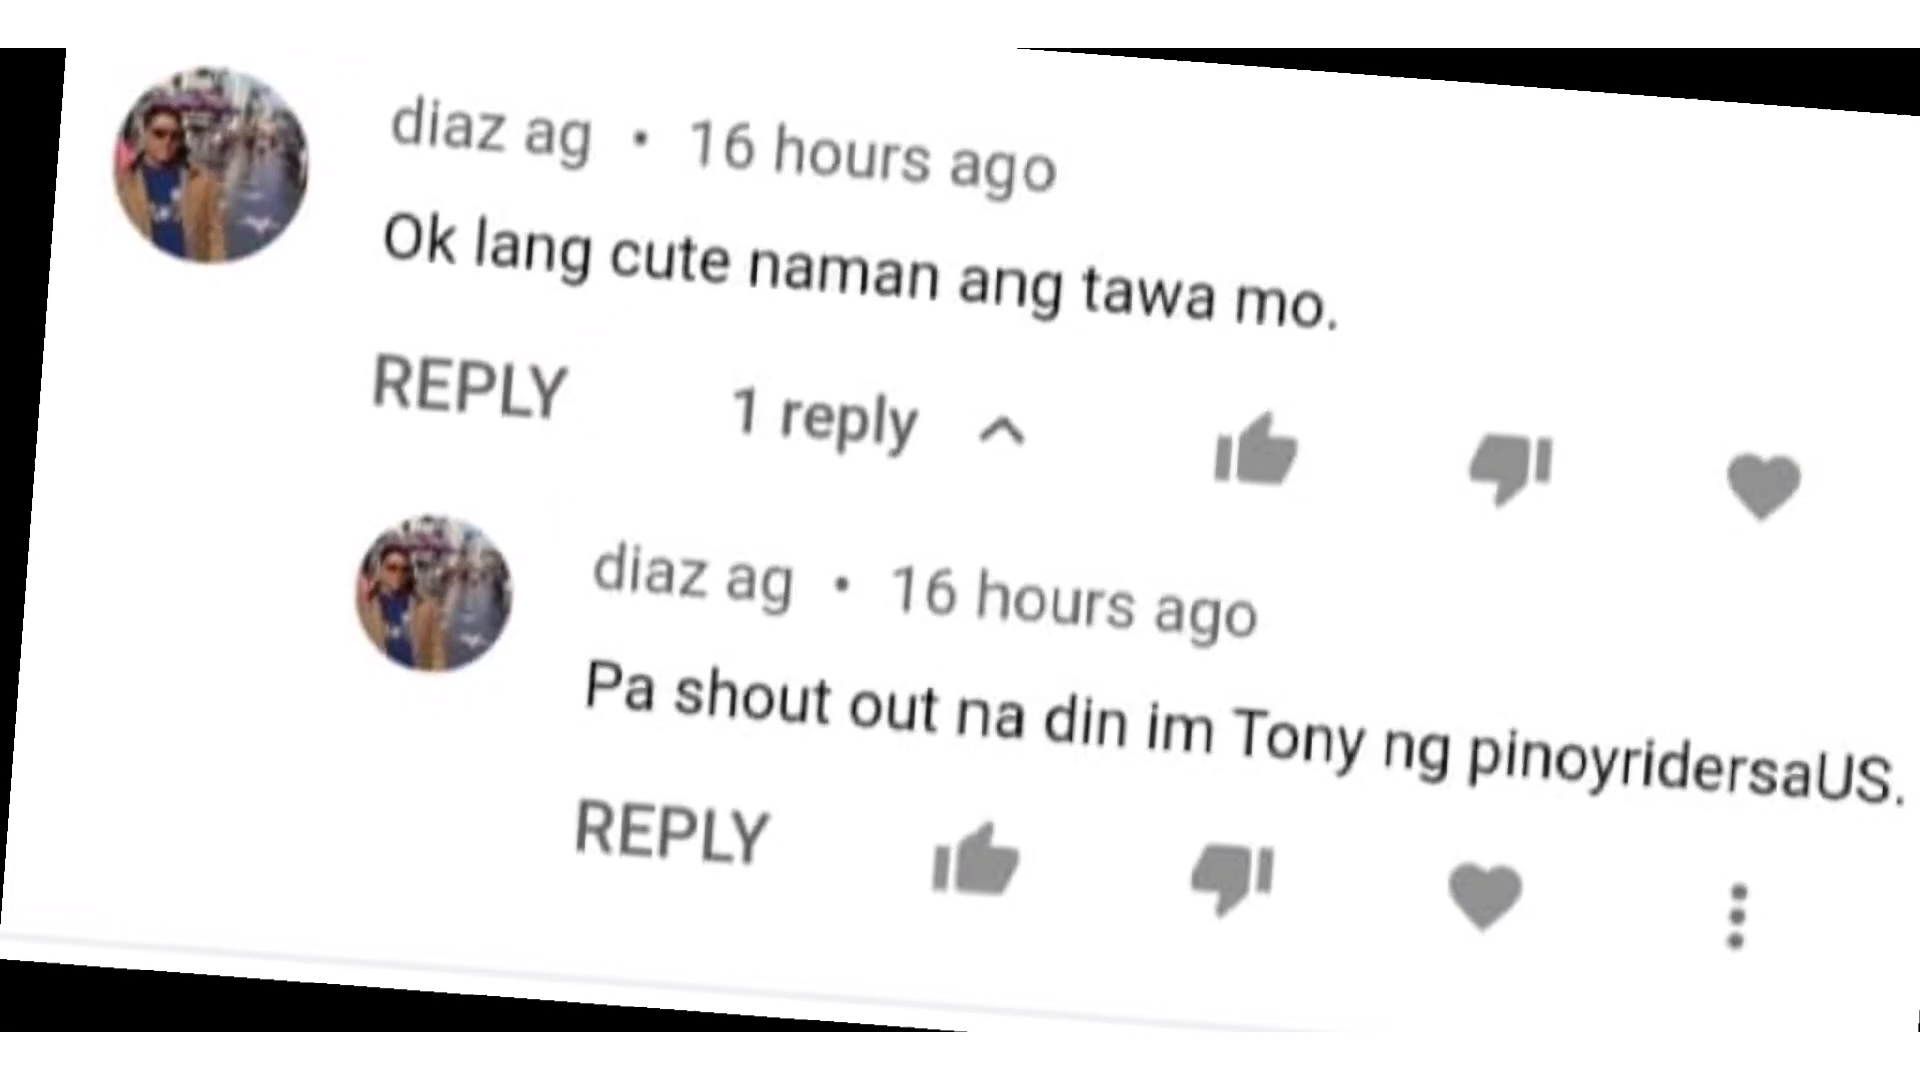 diaz ag • 16 hours ago
Ok lang cute naman ang tawa mo.
REPLY 1 reply
diaz ag • 16 hours ago
Pa shout out na din im Tony ng pinoyridersaUS.
REPLY